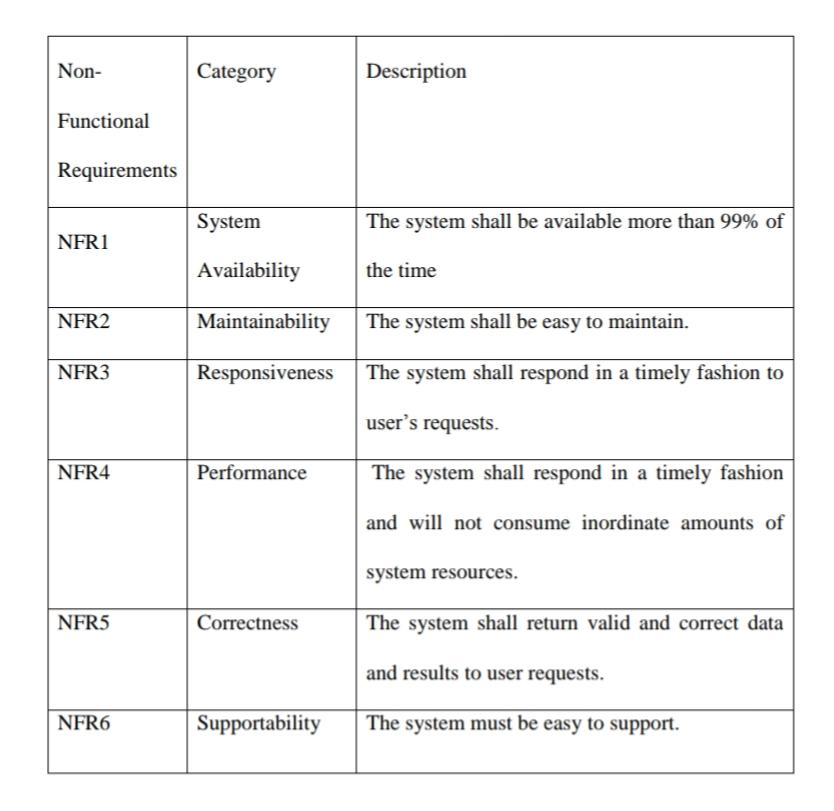 Non-
Functional
Requirements
Category
Description
NFR1
System
Availability
The system shall be available more than 99% of
the time
NFR2
Maintainability
The system shall be easy to maintain.
NFR3
Responsiveness
The system shall respond in a timely fashion to
user’s requests.
NFR4
Performance
The system shall respond in a timely fashion
and will not consume inordinate amounts of
system resources.
NFR5
Correctness
The system shall return valid and correct data
and results to user requests.
NFR6
Supportability
The system must be easy to support.